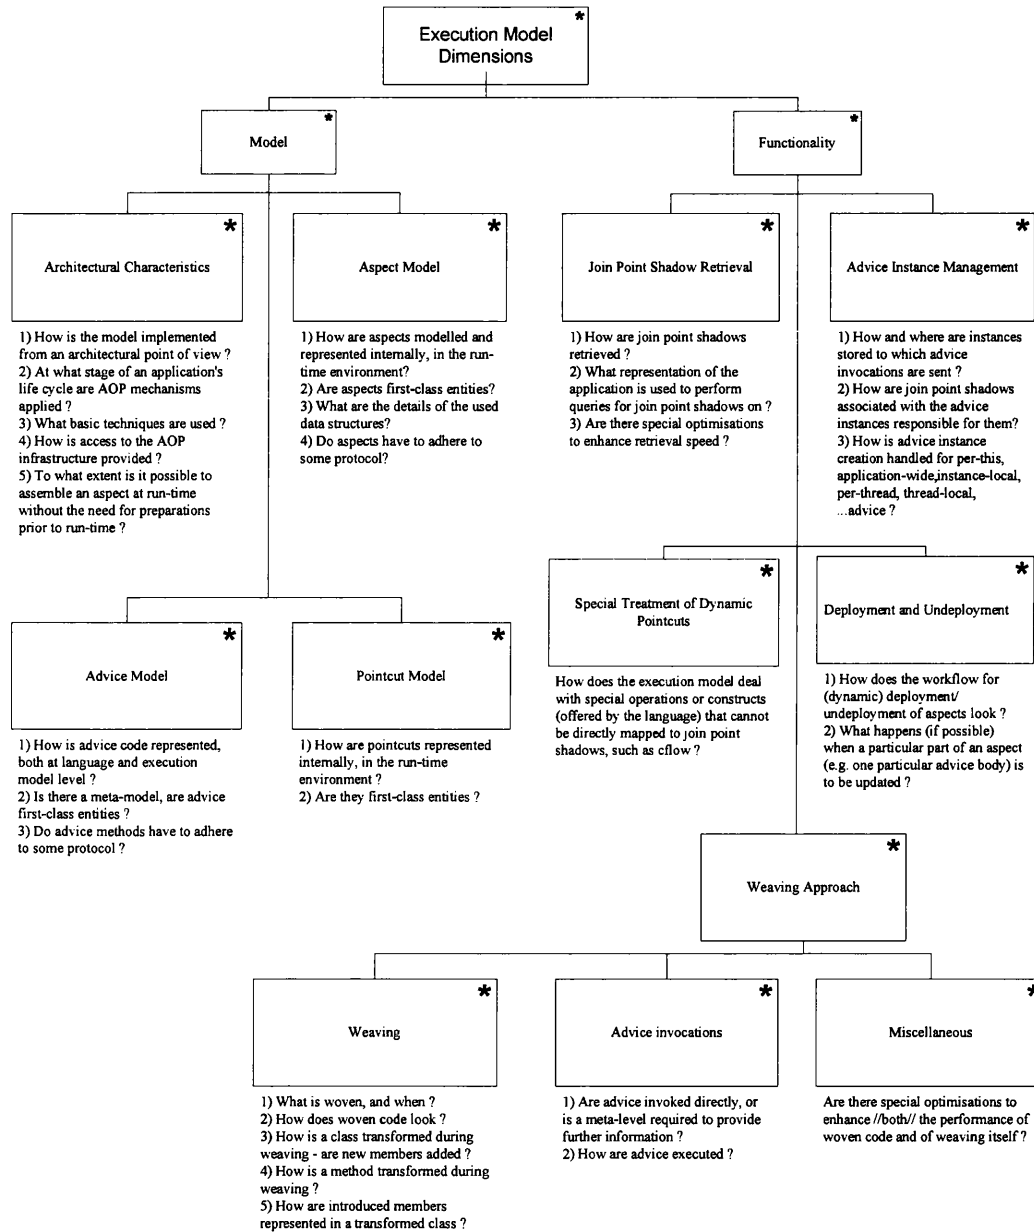 *
Execution Model
Dimensions
*
Model
*
Functionality
*
Architectural Characteristics
*
Aspect Model
*
Join Point Shadow Retrieval
*
Advice Instance Management
1) How is the model implemented
from an architectural point of view ?
2) At what stage of an application's
life cycle are AOP mechanisms
applied ?
3) What basic techniques are used ?
4) How is access to the AOP
infrastructure provided ?
5) To what extent is it possible to
assemble an aspect at run-time
without the need for preparations
prior to run-time ?
1) How are aspects modelled and
represented internally, in the run-
time environment?
2) Are aspects first-class entities?
3) What are the details of the used
data structures?
4) Do aspects have to adhere to
some protocol?
1) How are join point shadows
retrieved ?
2) What representation of the
application is used to perform
queries for join point shadows on ?
3) Are there special optimisations
to enhance retrieval speed ?
1) How and where are instances
stored to which advice
invocations are sent ?
2) How are join point shadows
associated with the advice
instances responsible for them?
3) How is advice instance
creation handled for per-this,
application-wide,instance-local,
per-thread, thread-local,
...advice ?
*
Special Treatment of Dynamic
Pointcuts
*
Deployment and Undeployment
How does the execution model deal
with special operations or constructs
(offered by the language) that cannot
be directly mapped to join point
shadows, such as cflow ?
1) How does the workflow for
(dynamic) deployment/
undeployment of aspects look ?
2) What happens (if possible)
when a particular part of an aspect
(e.g. one particular advice body) is
to be updated ?
*
Advice Model
*
Pointcut Model
1) How is advice code represented,
both at language and execution
model level ?
2) Is there a meta-model, are advice
first-class entities ?
3) Do advice methods have to adhere
to some protocol ?
1) How are pointcuts represented
internally, in the run-time
environment ?
2) Are they first-class entities ?
*
Weaving Approach
*
Weaving
*
Advice invocations
*
Miscellaneous
1) What is woven, and when ?
2) How does woven code look ?
3) How is a class transformed during
weaving - are new members added ?
4) How is a method transformed during
weaving ?
5) How are introduced members
represented in a transformed class ?
1) Are advice invoked directly, or
is a meta-level required to provide
further information ?
2) How are advice executed ?
Are there special optimisations to
enhance //both// the performance of
woven code and of weaving itself ?